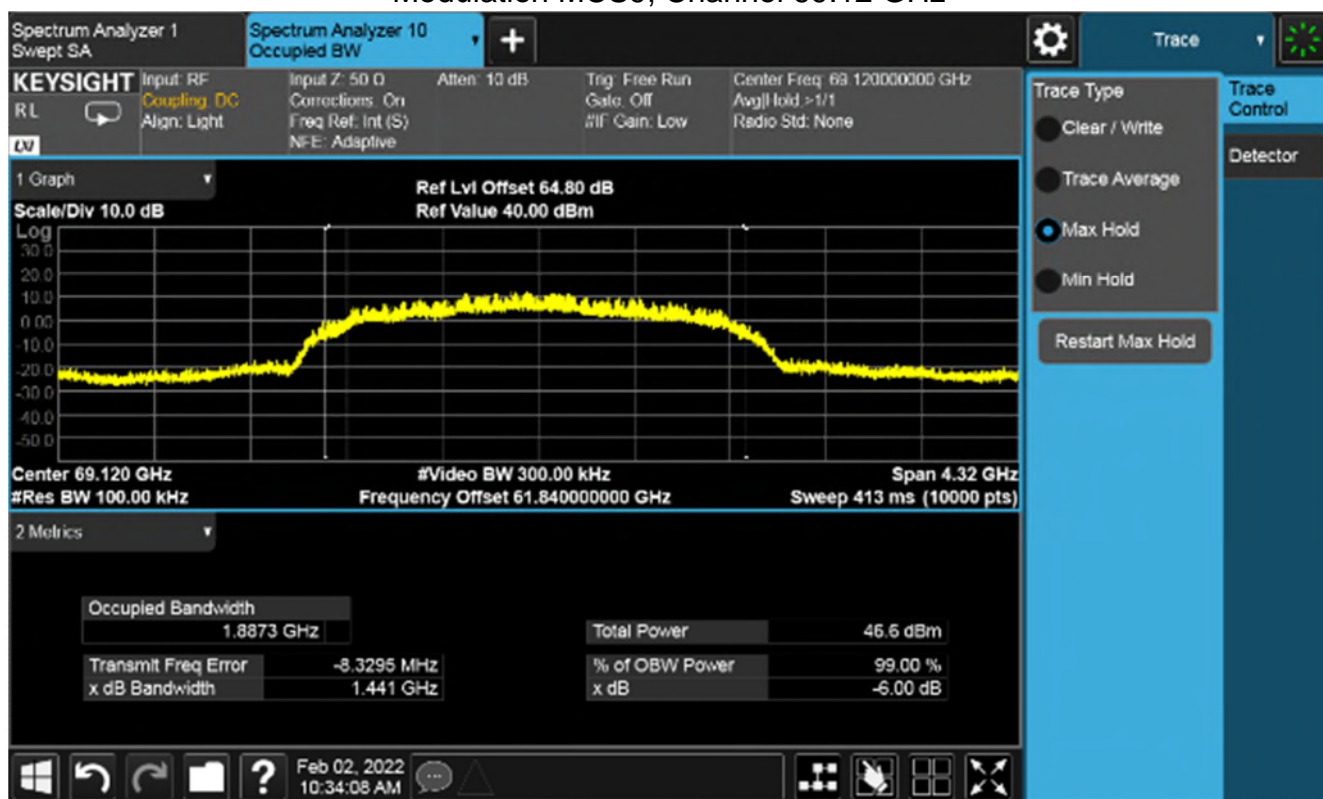 Spectrum Analyzer 1
Swept SA
Spectrum Analyzer 10
Occupied BW
+
Trace
KEYSIGHT
RL
LXI
Input: RF
Coupling: DC
Align: Light
Input Z: 50 Ω
Corrections: On
Freq Ref: Int (S)
NFE: Adaptive
Atten: 10 dB
Trig: Free Run
Gate: Off
#IF Gain: Low
Center Freq: 69.120000000 GHz
Avg|Hold:>1/1
Radio Std: None
Trace Type
Clear / Write
Trace Average
Max Hold
Min Hold
Restart Max Hold
Trace
Control
Detector
1 Graph
Scale/Div 10.0 dB
Ref Lvl Offset 64.80 dB
Ref Value 40.00 dBm
Log
30.0
20.0
10.0
0.00
-10.0
-20.0
-30.0
-40.0
-50.0
Center 69.120 GHz
#Video BW 300.00 kHz
Span 4.32 GHz
#Res BW 100.00 kHz
Frequency Offset 61.840000000 GHz
Sweep 413 ms (10000 pts)
2 Metrics
Occupied Bandwidth
1.8873 GHz
Total Power 46.6 dBm
Transmit Freq Error -8.3295 MHz
% of OBW Power 99.00 %
x dB Bandwidth 1.441 GHz
x dB -6.00 dB
?
Feb 02, 2022
10:34:08 AM